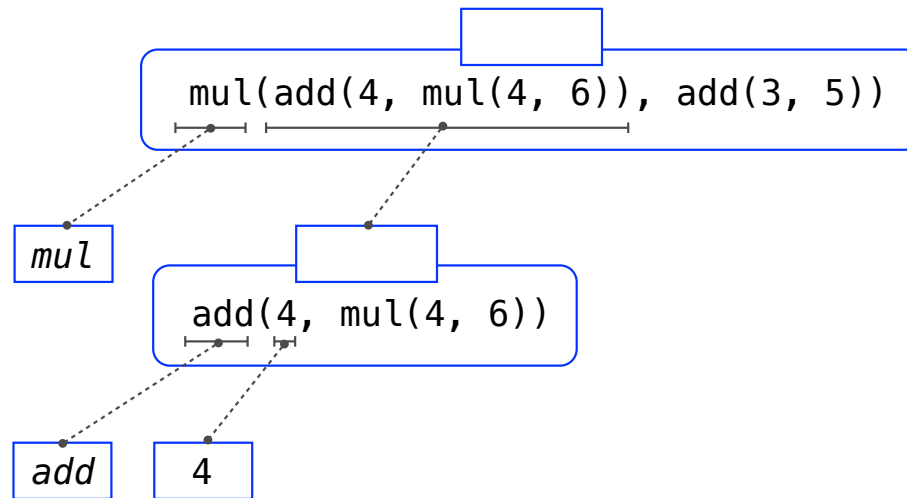 mul(add(4, mul(4, 6)), add(3, 5))
mul
add(4, mul(4, 6))
add
4